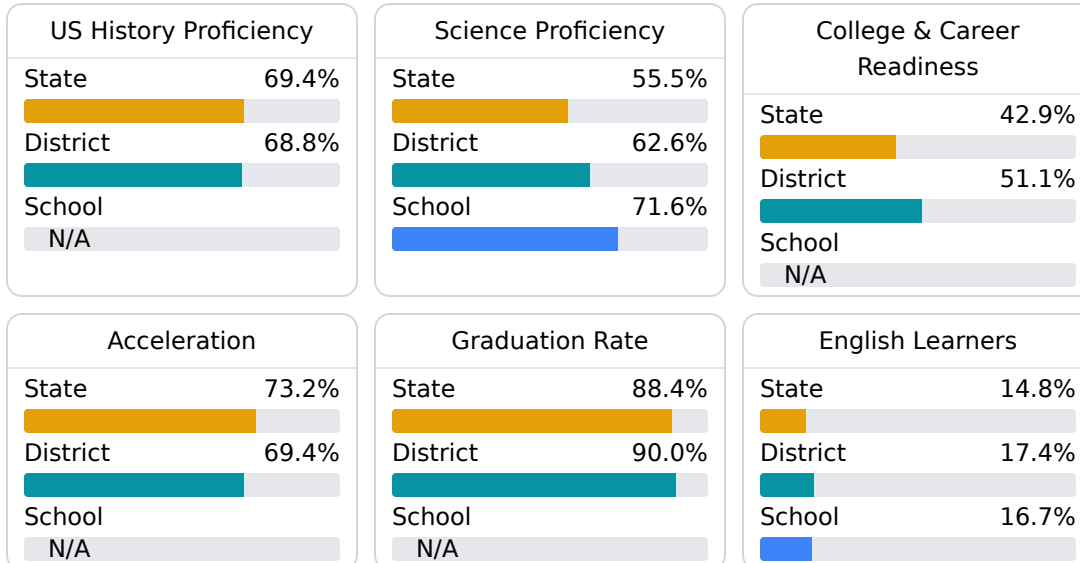 US History Proficiency
State 69.4%
District 68.8%
School
N/A
Science Proficiency
State 55.5%
District 62.6%
School 71.6%
College & Career
Readiness
State 42.9%
District 51.1%
School
N/A
Acceleration
State 73.2%
District 69.4%
School
N/A
Graduation Rate
State 88.4%
District 90.0%
School
N/A
English Learners
State 14.8%
District 17.4%
School 16.7%